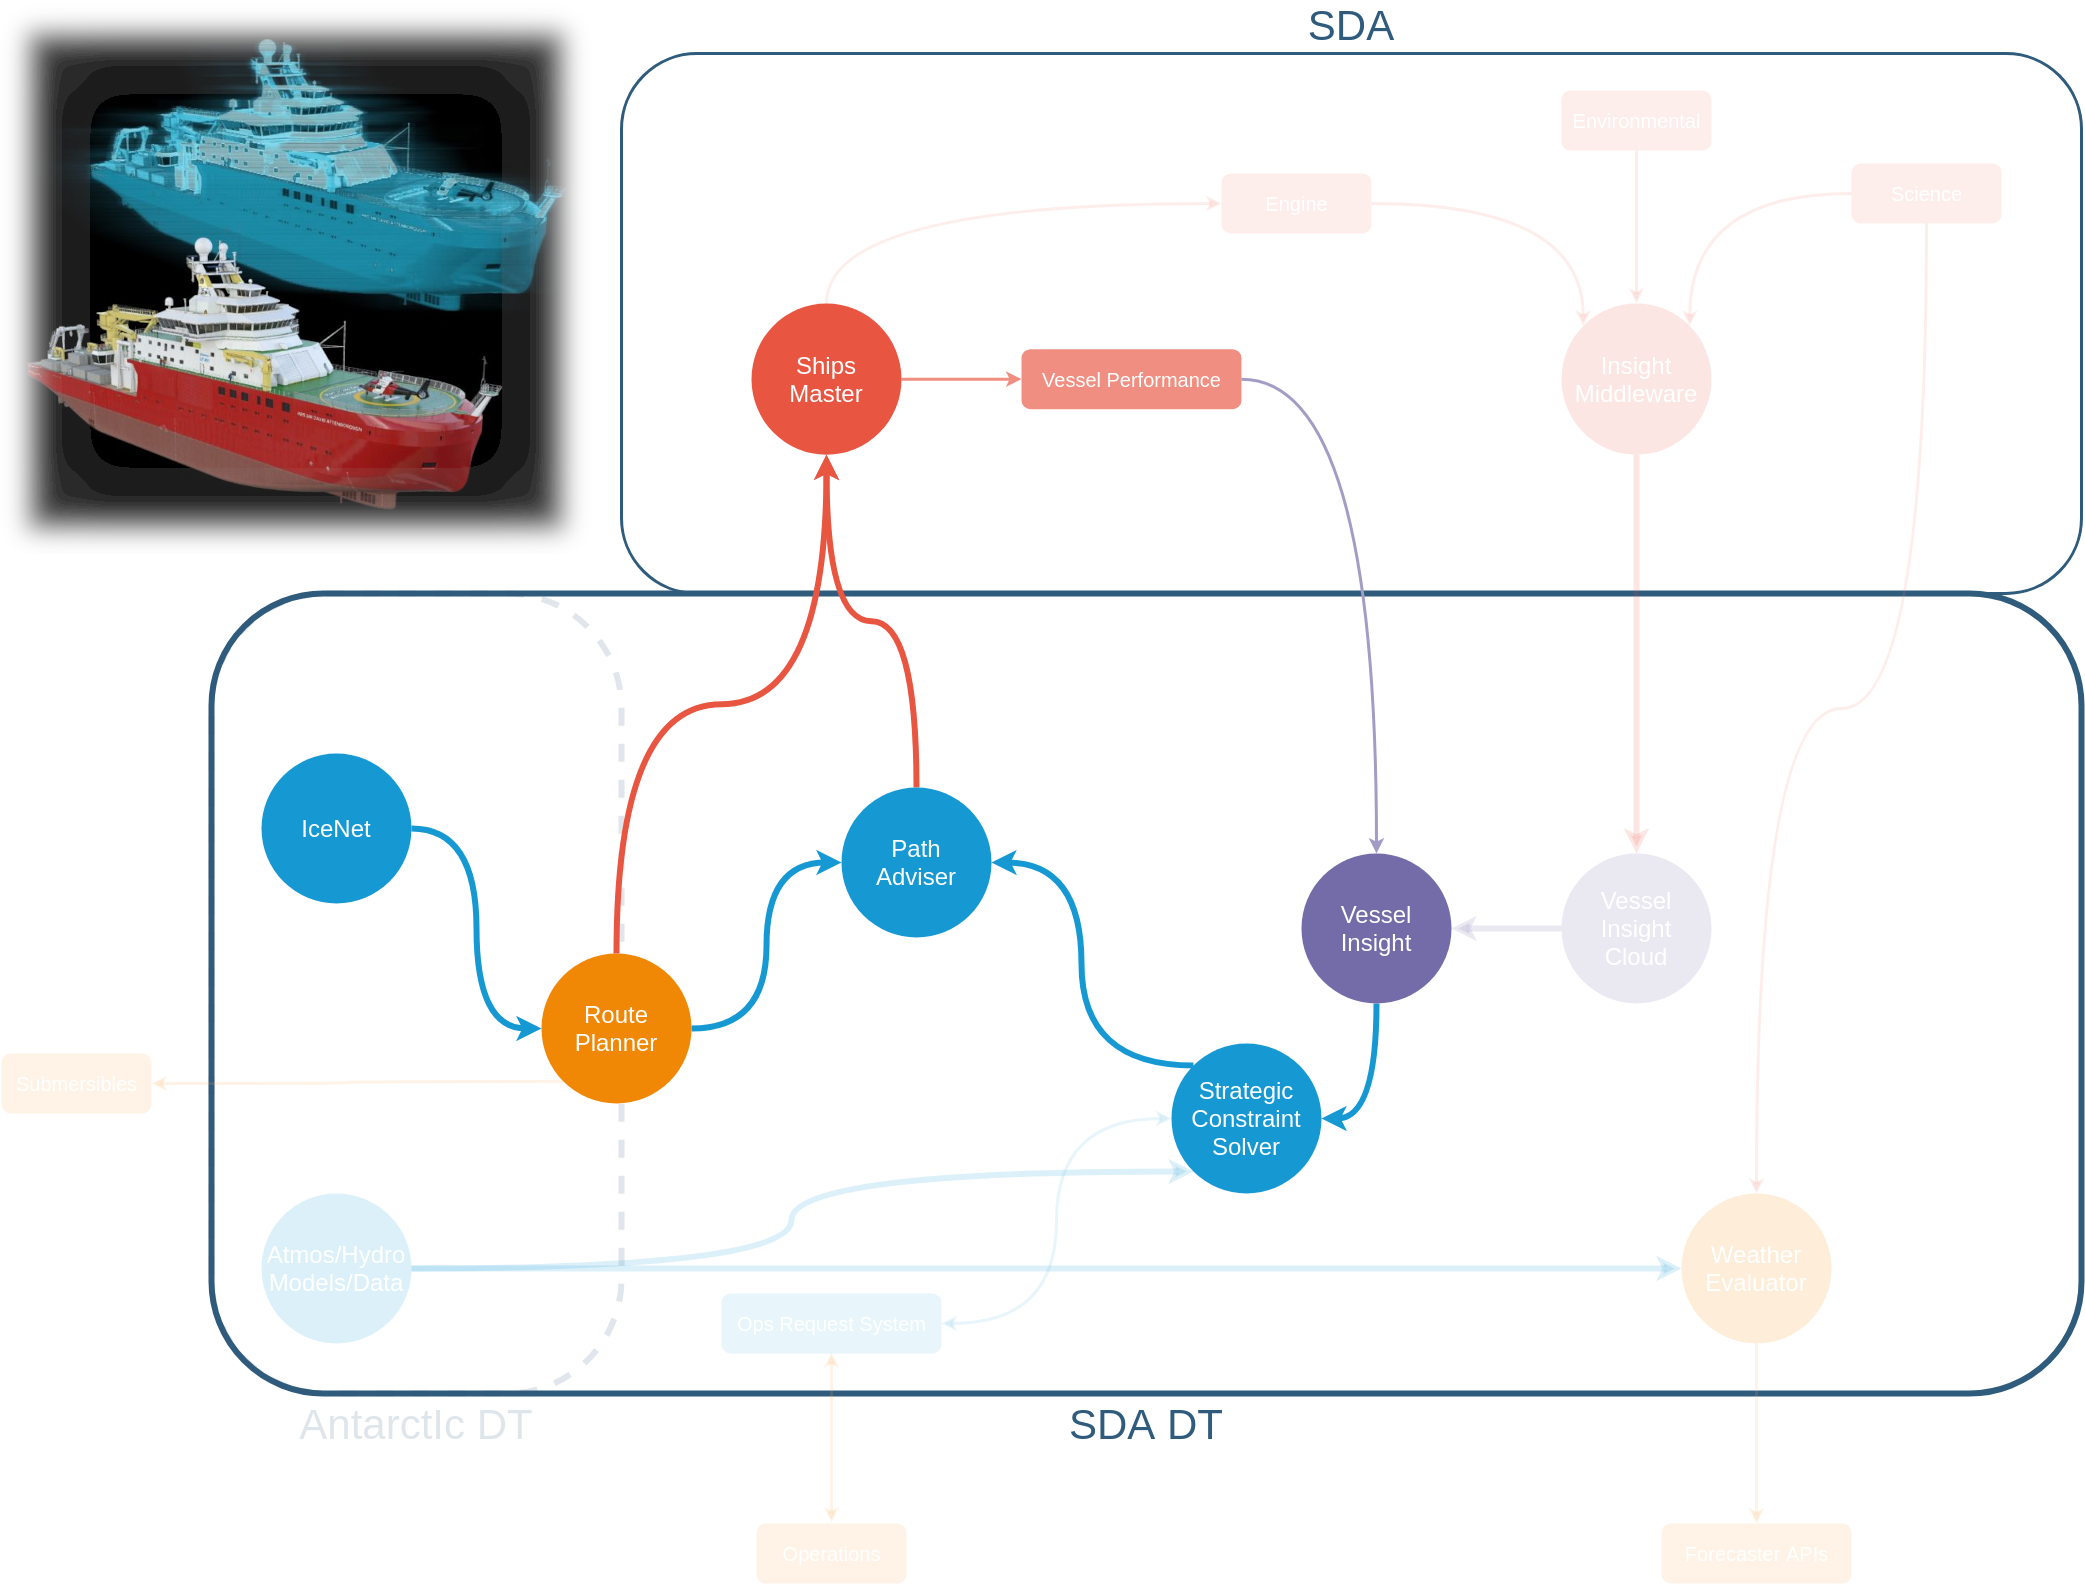 SDA
Environmental
Science
Engine
Ships
Master
Vessel Performance
Insight
Middleware
IceNet
Path
Adviser
Vessel
Insight
Vessel
Insight
Cloud
Route
Planner
Submersibles
Strategic
Constraint
Solver
Atmos/Hydro
Models/Data
Weather
Evaluator
Ops Request System
AntarctIc DT
SDA DT
Operations
Forecaster APIs